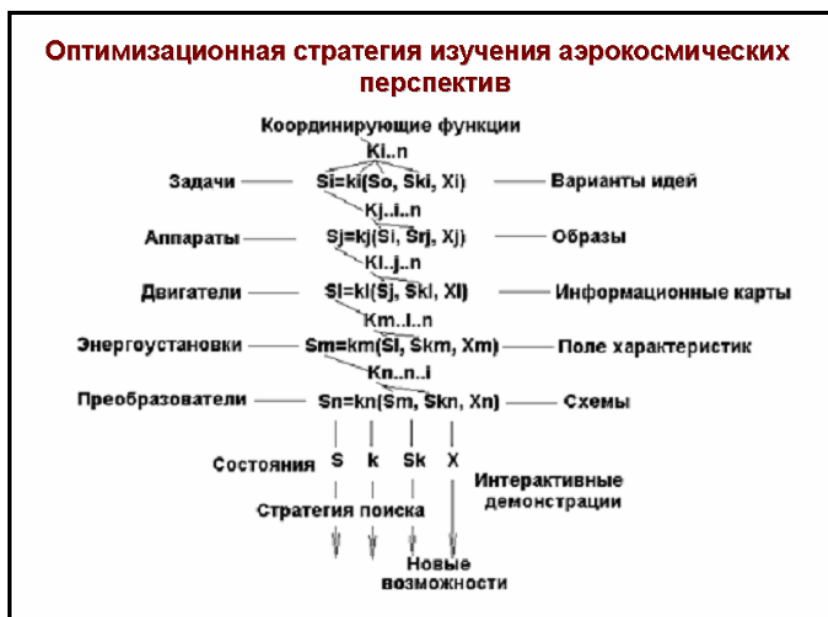 Оптимизационная стратегия изучения аэрокосмических
перспектив
Координирующие функции
Ki..n
Задачи Si=ki(So, Ski, Xi) Варианты идей
Kj..i..n
Аппараты Sj=kj(Si, Srj, Xj) Образы
Kl..j..n
Двигатели Sl=kl(Sj, Skl, Xl) Информационные карты
Km..l..n
Энергоустановки Sm=km(Sl, Skm, Xm) Поле характеристик
Kn..n..i
Преобразователи Sn=kn(Sm, Skn, Xn) Схемы
Состояния S k Sk X
Интерактивные
демонстрации
Стратегия поиска
Новые
возможности